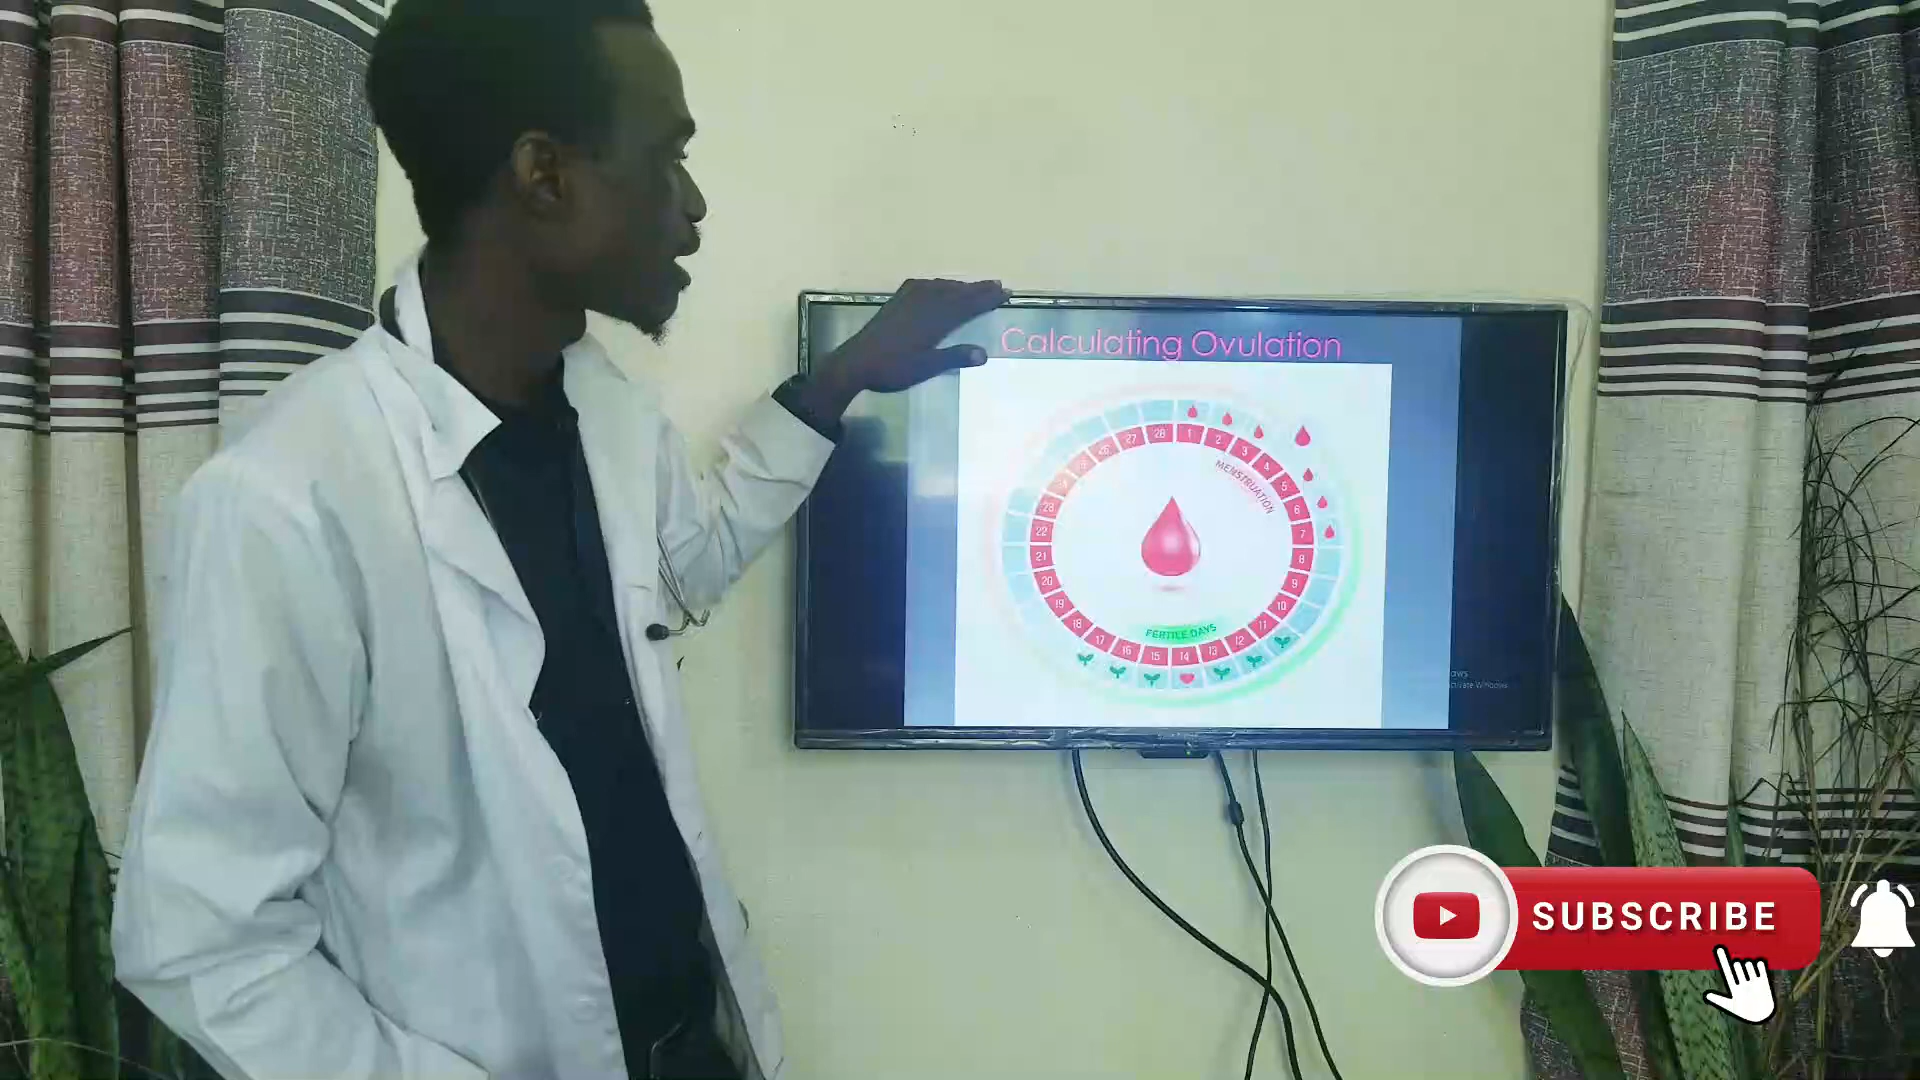 Calculating Ovulation
26 27 28 1 2 3 4 5 6 7 8 9 10 11 12 13 14 15 16 17 18 19 20 21 22
MENSTRUATION
FERTILE DAYS
SUBSCRIBE